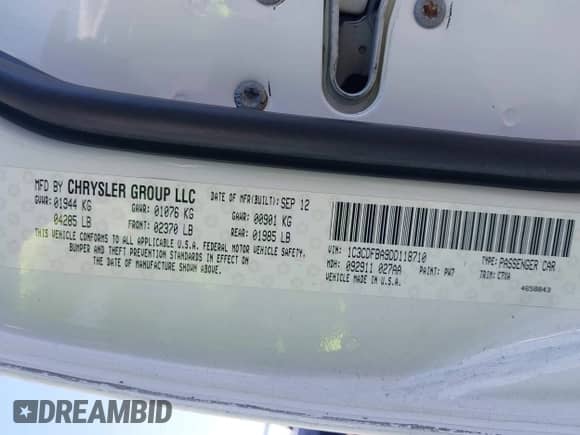 MFD BY CHRYSLER GROUP LLC DATE OF MFR(BUILT): SEP 12
GVWR: 01944 KG GAWR: 01076 KG GAWR: 00901 KG
04285 LB FRONT: 02370 LB REAR: 01985 LB
THIS VEHICLE CONFORMS TO ALL APPLICABLE U.S.A. FEDERAL MOTOR VEHICLE SAFETY,
BUMPER AND THEFT PREVENTION STANDARDS IN EFFECT ON
THE DATE OF MANUFACTURE SHOWN ABOVE.
VIN: 1C3CDFBA9DD118710 TYPE: PASSENGER CAR
MDH: 092911 027AA PAINT: PW7 TRIM: C7X9
VEHICLE MADE IN U.S.A. 4650843
DREAMBID